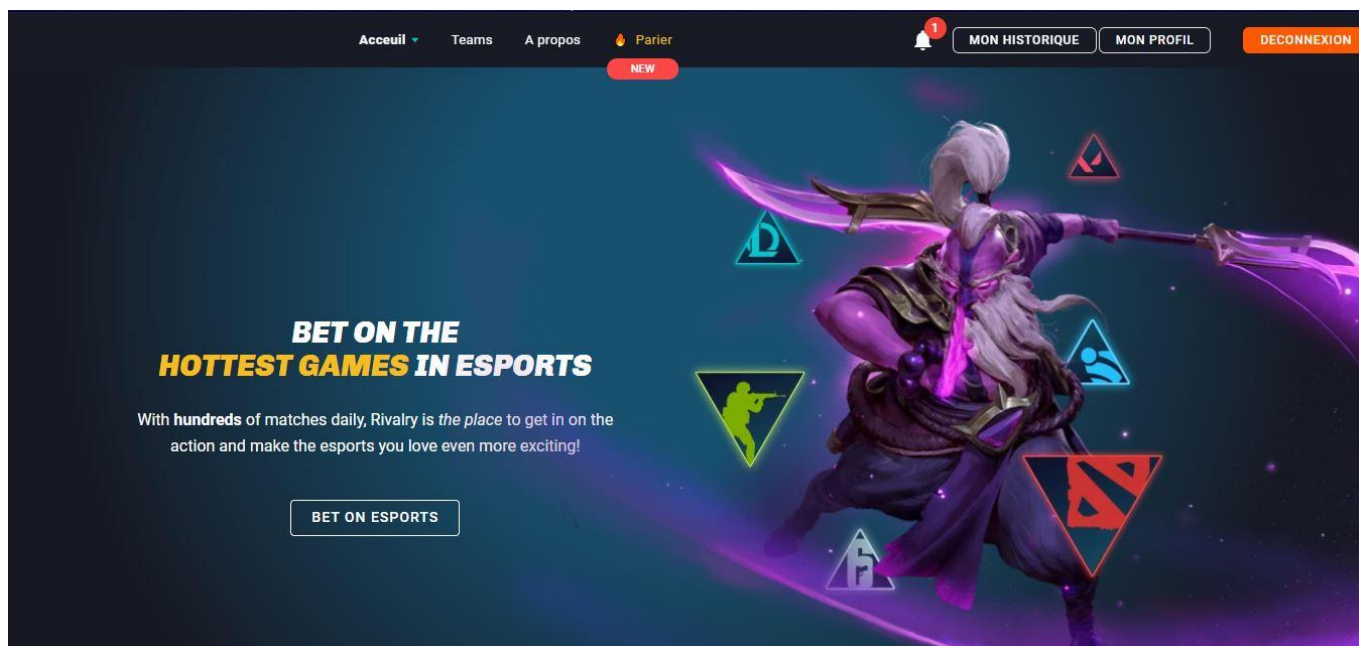 Acceuil
Teams
A propos
Parier
NEW
1
MON HISTORIQUE
MON PROFIL
DECONNEXION
BET ON THE
HOTTEST GAMES IN ESPORTS
With hundreds of matches daily, Rivalry is the place to get in on the
action and make the esports you love even more exciting!
BET ON ESPORTS
6